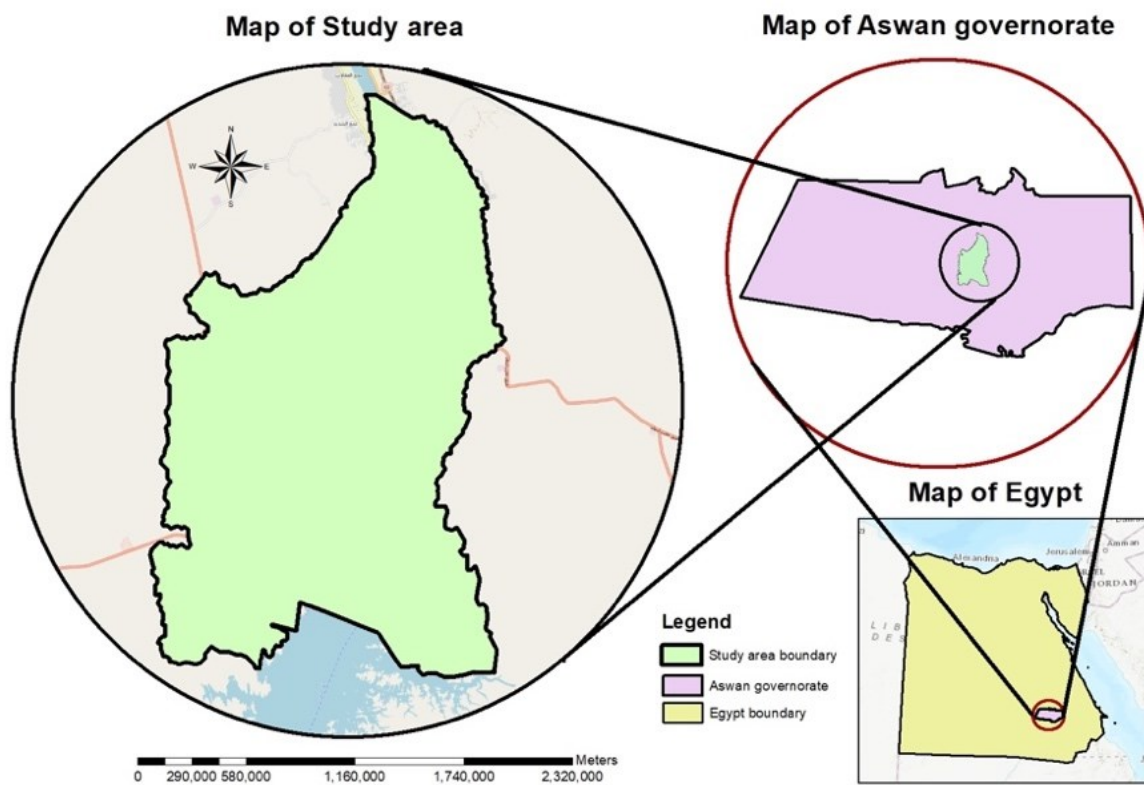 Map of Study area
Map of Aswan governorate
N
W E
S
Map of Egypt
Alexandria
Jerusalem
Amman
JORDAN
Legend
Study area boundary
Aswan governorate
Egypt boundary
Meters
0 290,000 580,000 1,160,000 1,740,000 2,320,000